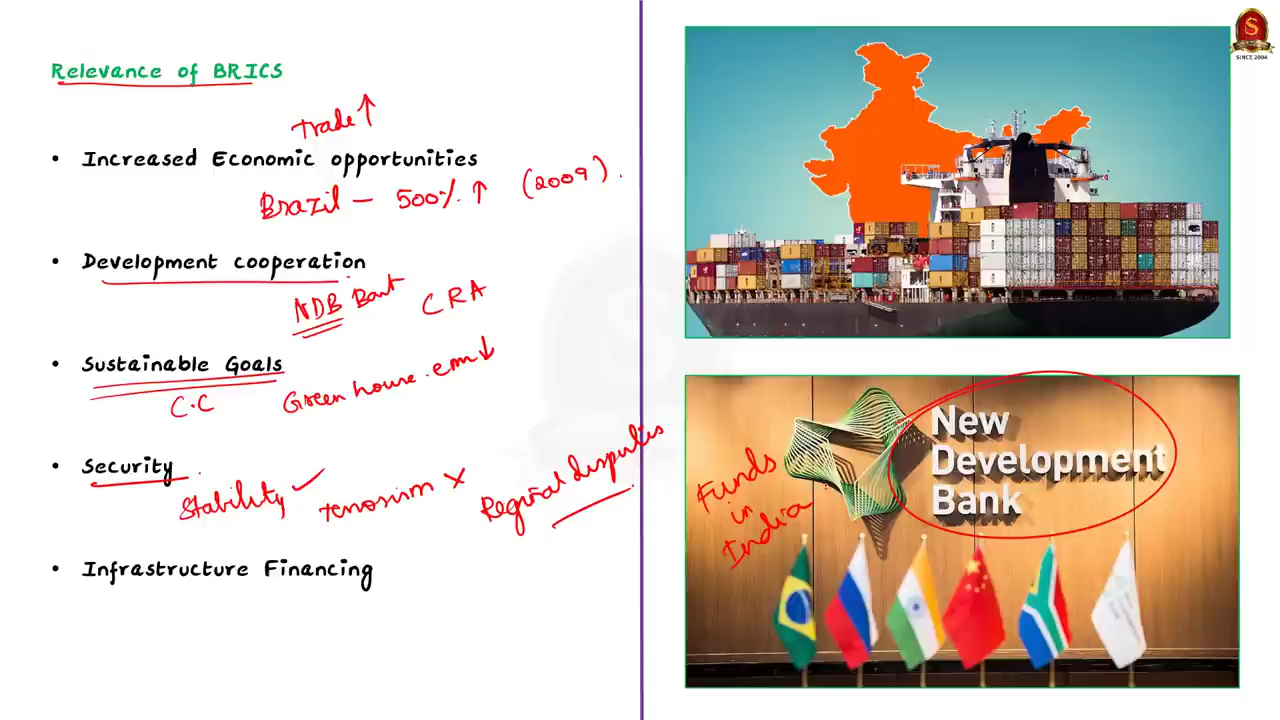 Relevance of BRICS
Trade ↑
• Increased Economic opportunities
Brazil – 500% ↑ (2009).
• Development cooperation
NDB Bank CRA
• Sustainable Goals
C.C Green house. emm ↓
• Security
Stability ✓ terrorism × Regional disputes
• Infrastructure Financing
S
SINCE 2004
New
Development
Bank
Funds
in
India